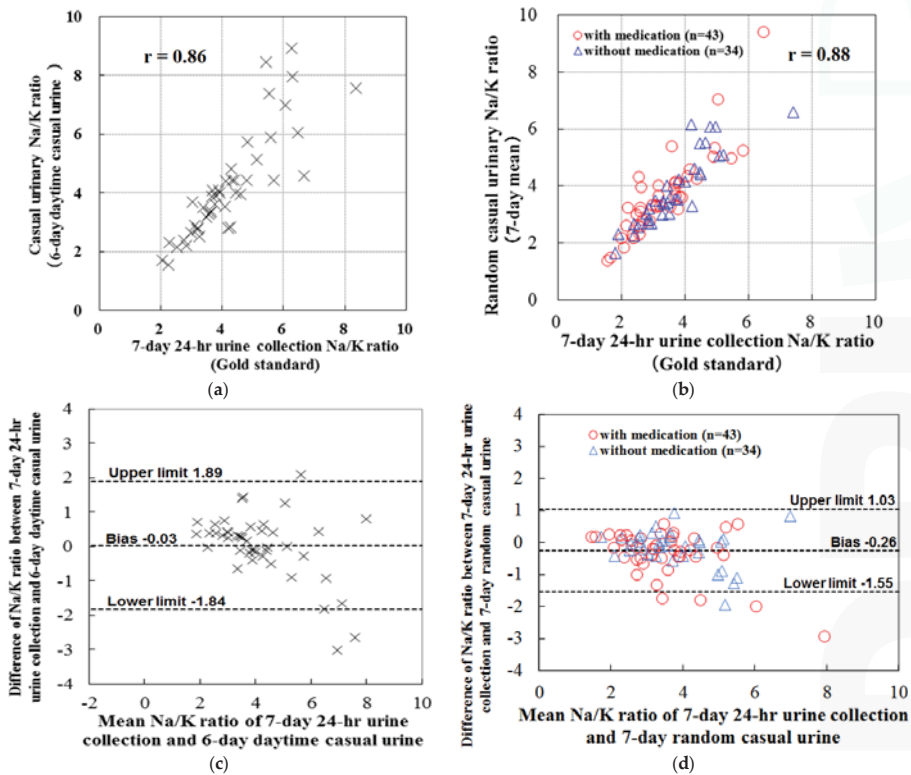 10
8
6
4
2
0
Casual urinary Na/K ratio
(6-day daytime casual urine)
r = 0.86
0 2 4 6 8 10
7-day 24-hr urine collection Na/K ratio
(Gold standard)
(a)
10
8
6
4
2
0
Random casual urinary Na/K ratio
(7-day mean)
with medication (n=43)
without medication (n=34)
r = 0.88
0 2 4 6 8 10
7-day 24-hr urine collection Na/K ratio
(Gold standard)
(b)
4
3
2
1
0
-1
-2
-3
-4
Difference of Na/K ratio between 7-day 24-hr
urine collection and 6-day daytime casual urine
Upper limit 1.89
Bias -0.03
Lower limit -1.84
-2 0 2 4 6 8 10
Mean Na/K ratio of 7-day 24-hr urine
collection and 6-day daytime casual urine
(c)
4
3
2
1
0
-1
-2
-3
-4
Difference of Na/K ratio between 7-day 24-hr urine
collection and 7-day random casual urine
with medication (n=43)
without medication (n=34)
Upper limit 1.03
Bias -0.26
Lower limit -1.55
0 2 4 6 8 10
Mean Na/K ratio of 7-day 24-hr urine collection
and 7-day random casual urine
(d)